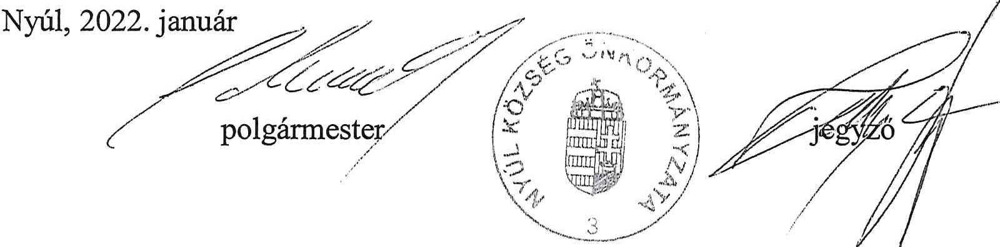 Nyúl, 2022. január
polgármester
NYÚL KÖZSÉG ÖNKORMÁNYZATA
3
jegyző